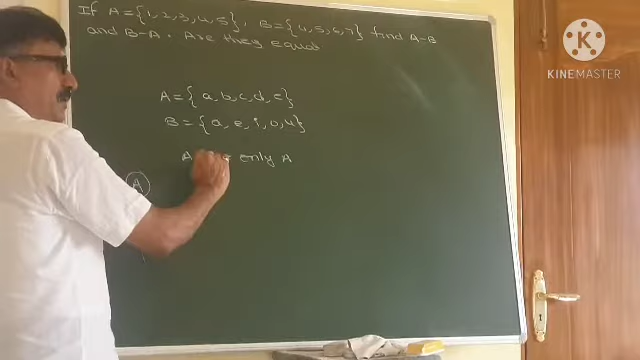 If A={1,2,3,4,5}, B={4,5,6,7} find A-B
and B-A. Are they equal
A={a,b,c,d,e}
B={a,e,i,o,u}
A only A
A
KINEMASTER